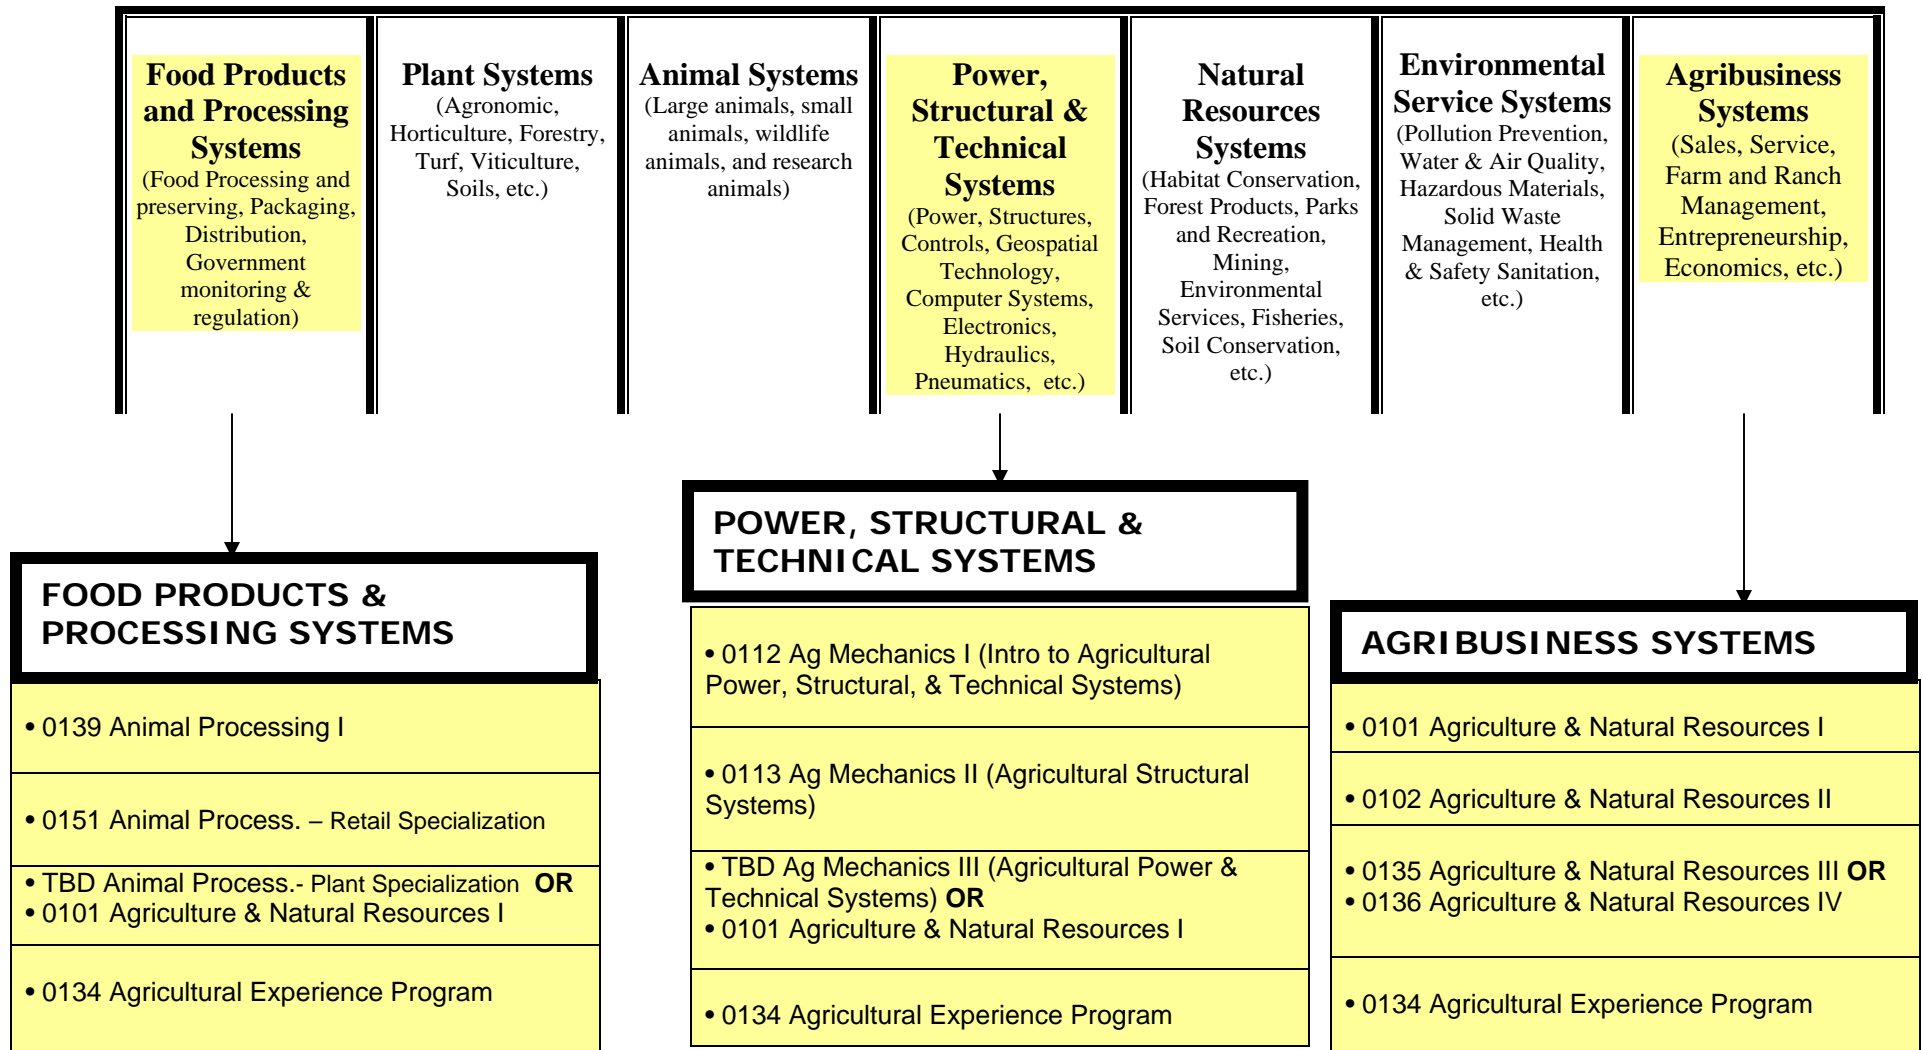 Food Products
and Processing
Systems
(Food Processing and
preserving, Packaging,
Distribution,
Government
monitoring &
regulation)
Plant Systems
(Agronomic,
Horticulture, Forestry,
Turf, Viticulture,
Soils, etc.)
Animal Systems
(Large animals, small
animals, wildlife
animals, and research
animals)
Power,
Structural &
Technical
Systems
(Power, Structures,
Controls, Geospatial
Technology,
Computer Systems,
Electronics,
Hydraulics,
Pneumatics, etc.)
Natural
Resources
Systems
(Habitat Conservation,
Forest Products, Parks
and Recreation,
Mining,
Environmental
Services, Fisheries,
Soil Conservation,
etc.)
Environmental
Service Systems
(Pollution Prevention,
Water & Air Quality,
Hazardous Materials,
Solid Waste
Management, Health
& Safety Sanitation,
etc.)
Agribusiness
Systems
(Sales, Service,
Farm and Ranch
Management,
Entrepreneurship,
Economics, etc.)
FOOD PRODUCTS &
PROCESSING SYSTEMS
• 0139 Animal Processing I
• 0151 Animal Process. – Retail Specialization
• TBD Animal Process.- Plant Specialization OR
• 0101 Agriculture & Natural Resources I
• 0134 Agricultural Experience Program
POWER, STRUCTURAL &
TECHNICAL SYSTEMS
• 0112 Ag Mechanics I (Intro to Agricultural
Power, Structural, & Technical Systems)
• 0113 Ag Mechanics II (Agricultural Structural
Systems)
• TBD Ag Mechanics III (Agricultural Power &
Technical Systems) OR
• 0101 Agriculture & Natural Resources I
• 0134 Agricultural Experience Program
AGRIBUSINESS SYSTEMS
• 0101 Agriculture & Natural Resources I
• 0102 Agriculture & Natural Resources II
• 0135 Agriculture & Natural Resources III OR
• 0136 Agriculture & Natural Resources IV
• 0134 Agricultural Experience Program